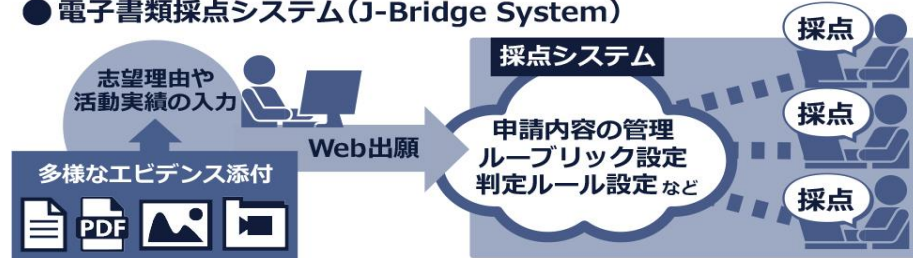 ●電子書類採点システム(J-Bridge System)
志望理由や
活動実績の入力
多様なエビデンス添付
PDF
Web出願
採点システム
申請内容の管理
ルーブリック設定
判定ルール設定など
採点
採点
採点